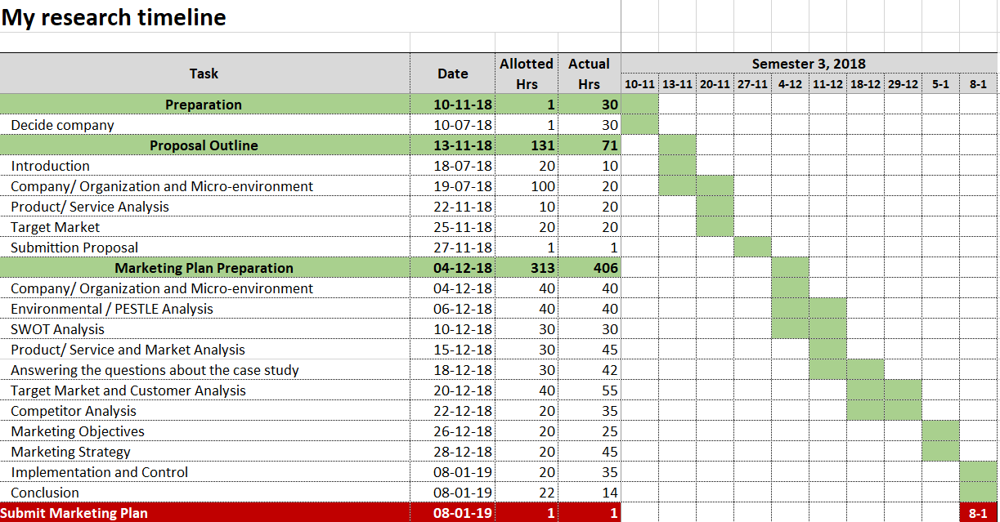 My research timeline
Task Date Allotted Hrs Actual Hrs Semester 3, 2018
10-11 13-11 20-11 27-11 4-12 11-12 18-12 29-12 5-1 8-1
Preparation 10-11-18 1 30
Decide company 10-07-18 1 30
Proposal Outline 13-11-18 131 71
Introduction 18-07-18 20 10
Company/ Organization and Micro-environment 19-07-18 100 20
Product/ Service Analysis 22-11-18 10 20
Target Market 25-11-18 20 20
Submittion Proposal 27-11-18 1 1
Marketing Plan Preparation 04-12-18 313 406
Company/ Organization and Micro-environment 04-12-18 40 40
Environmental / PESTLE Analysis 06-12-18 40 40
SWOT Analysis 10-12-18 30 30
Product/ Service and Market Analysis 15-12-18 30 45
Answering the questions about the case study 18-12-18 30 42
Target Market and Customer Analysis 20-12-18 40 55
Competitor Analysis 22-12-18 20 35
Marketing Objectives 26-12-18 20 25
Marketing Strategy 28-12-18 20 45
Implementation and Control 08-01-19 20 35
Conclusion 08-01-19 22 14
Submit Marketing Plan 08-01-19 1 1 8-1